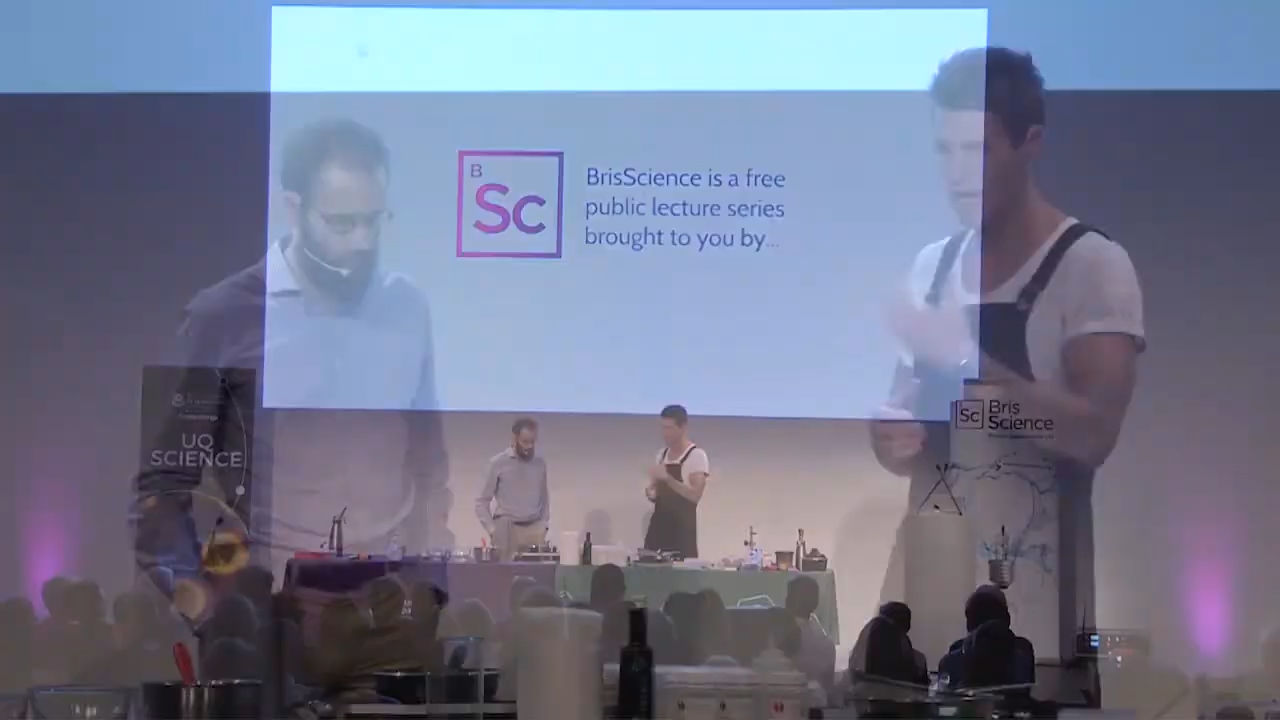 B
Sc
BrisScience is a free
public lecture series
brought to you by...
UQ
SCIENCE
Sc
Bris
Science